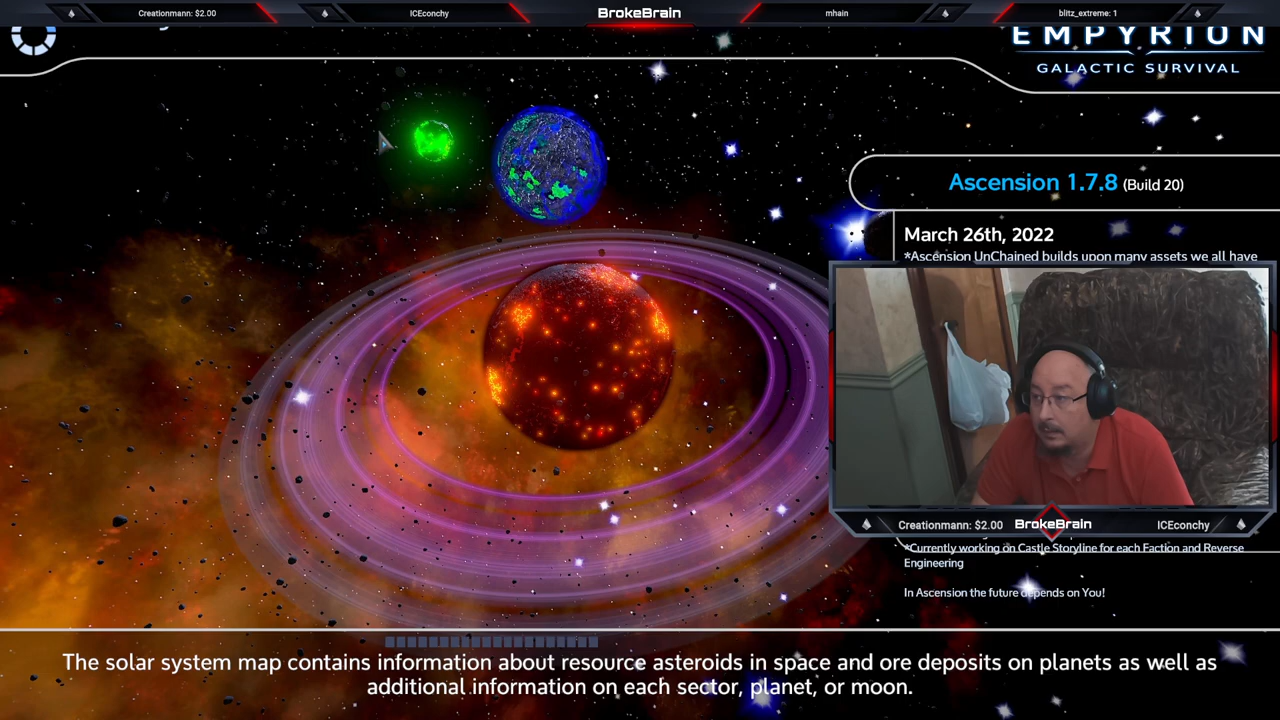 Creationmann: $2.00
ICEconchy
BrokeBrain
mhain
blitz_extreme: 1
EMPYRION
GALACTIC SURVIVAL
Ascension 1.7.8 (Build 20)
March 26th, 2022
*Ascension UnChained builds upon many assets we all have
Creationmann: $2.00
BrokeBrain
ICEconchy
*Currently working on Castle Storyline for each Faction and Reverse
Engineering
In Ascension the future depends on You!
The solar system map contains information about resource asteroids in space and ore deposits on planets as well as
additional information on each sector, planet, or moon.